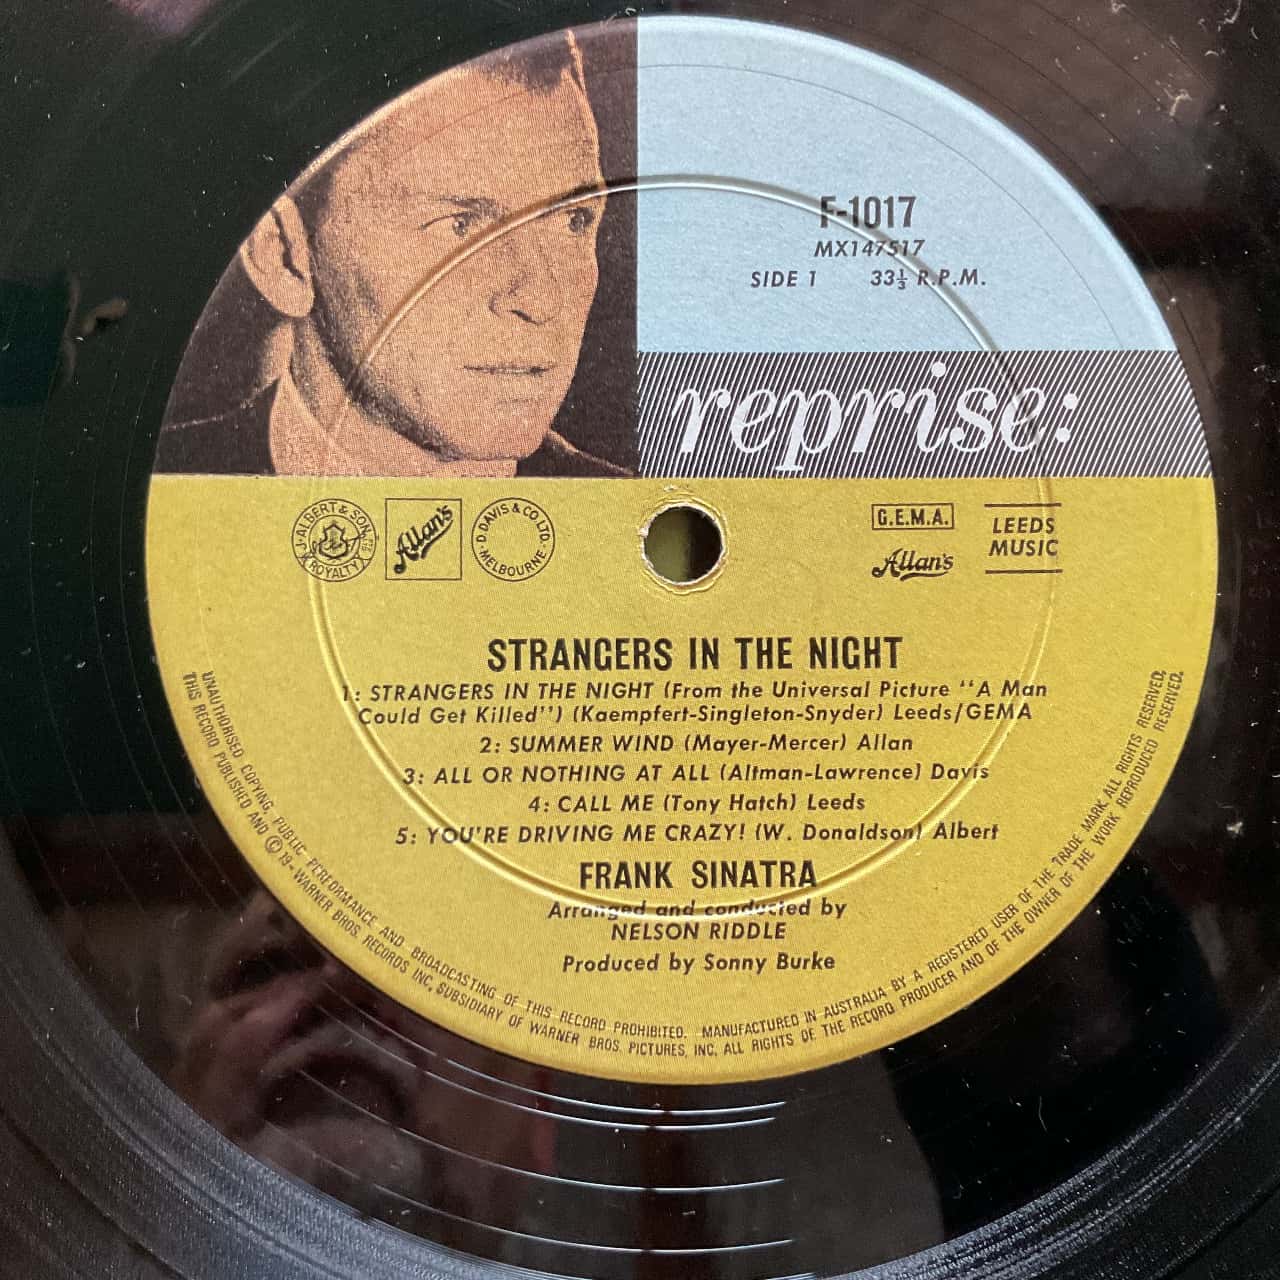 F-1017
MX147517
SIDE 1 33⅓ R.P.M.
reprise:
J. ALBERT & SON
ROYALTY
Allan's
D. DAVIS & CO LTD.
MELBOURNE
G.E.M.A.
Allan's
LEEDS
MUSIC
STRANGERS IN THE NIGHT
1: STRANGERS IN THE NIGHT (From the Universal Picture "A Man
Could Get Killed") (Kaempfert-Singleton-Snyder) Leeds/GEMA
2: SUMMER WIND (Mayer-Mercer) Allan
3: ALL OR NOTHING AT ALL (Altman-Lawrence) Davis
4: CALL ME (Tony Hatch) Leeds
5: YOU'RE DRIVING ME CRAZY! (W. Donaldson) Albert
FRANK SINATRA
Arranged and conducted by
NELSON RIDDLE
Produced by Sonny Burke
UNAUTHORISED COPYING, PUBLIC PERFORMANCE AND BROADCASTING OF THIS RECORD PROHIBITED. MANUFACTURED IN AUSTRALIA BY A REGISTERED USER OF THE TRADE MARK. ALL RIGHTS RESERVED.
THIS RECORD PUBLISHED AND © 19- WARNER BROS. RECORDS INC. SUBSIDIARY OF WARNER BROS. PICTURES, INC. ALL RIGHTS OF THE RECORD PRODUCER AND OF THE OWNER OF THE WORK REPRODUCED RESERVED.